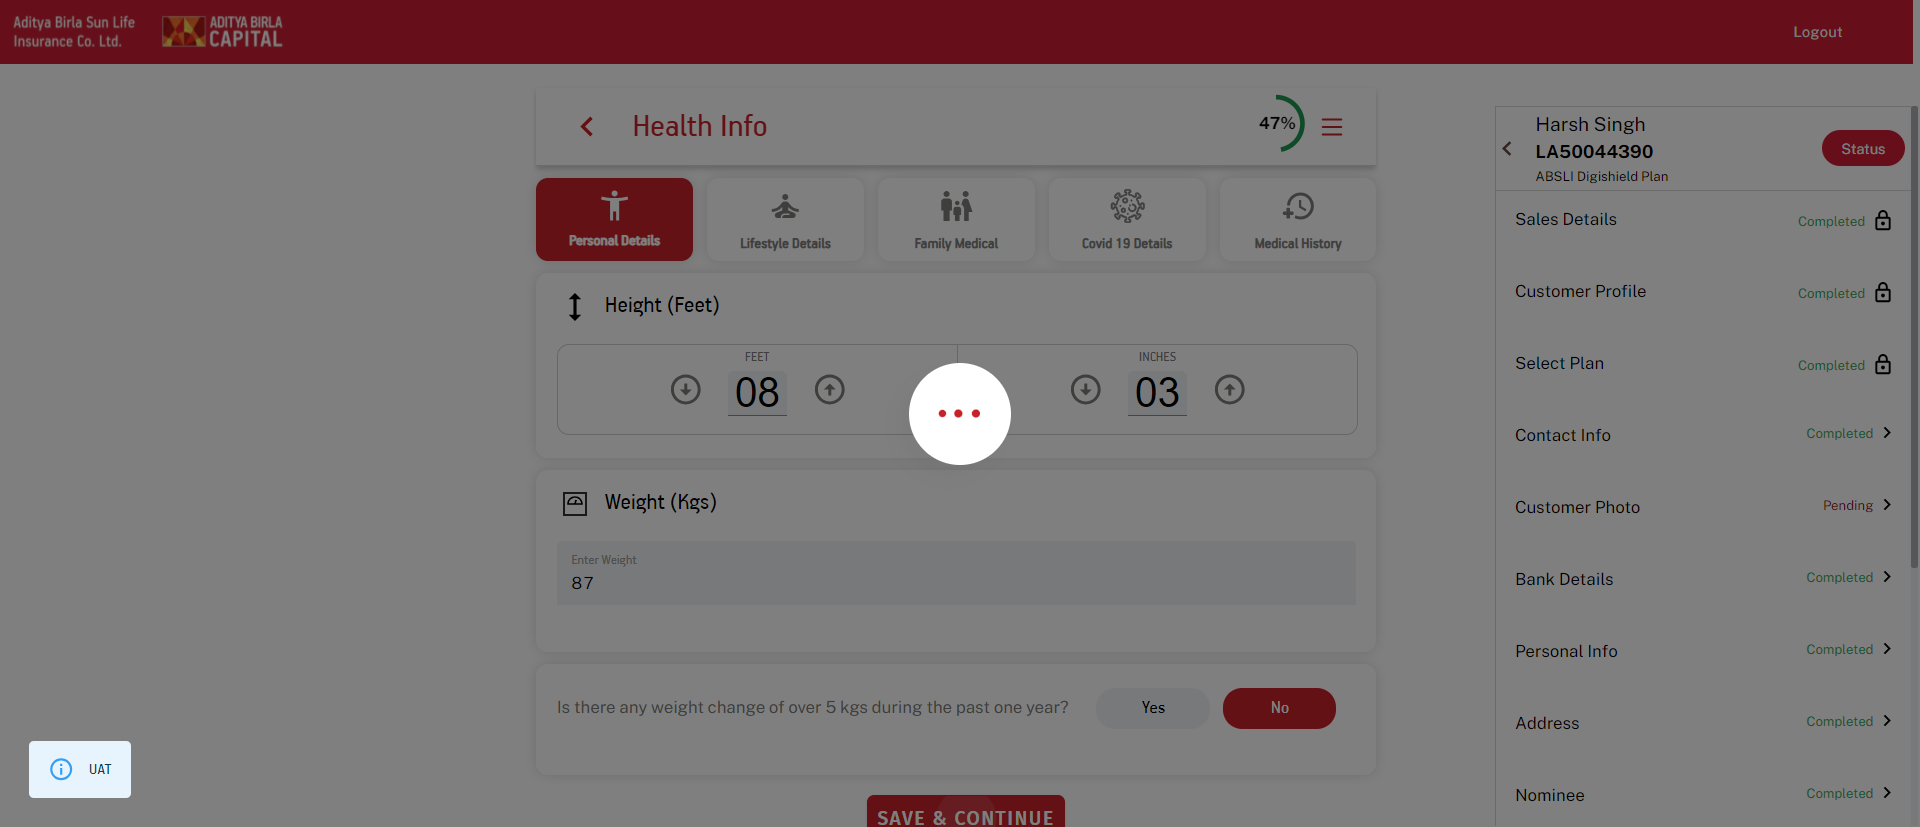 Aditya Birla Sun Life
Insurance Co. Ltd.
ADITYA BIRLA
CAPITAL
Logout
Health Info
47%
Personal Details
Lifestyle Details
Family Medical
Covid 19 Details
Medical History
Height (Feet)
FEET
INCHES
08
03
Weight (Kgs)
Enter Weight
87
Is there any weight change of over 5 kgs during the past one year?
Yes
No
SAVE & CONTINUE
UAT
Harsh Singh
LA50044390
ABSLI Digishield Plan
Status
Sales Details
Completed
Customer Profile
Completed
Select Plan
Completed
Contact Info
Completed
Customer Photo
Pending
Bank Details
Completed
Personal Info
Completed
Address
Completed
Nominee
Completed